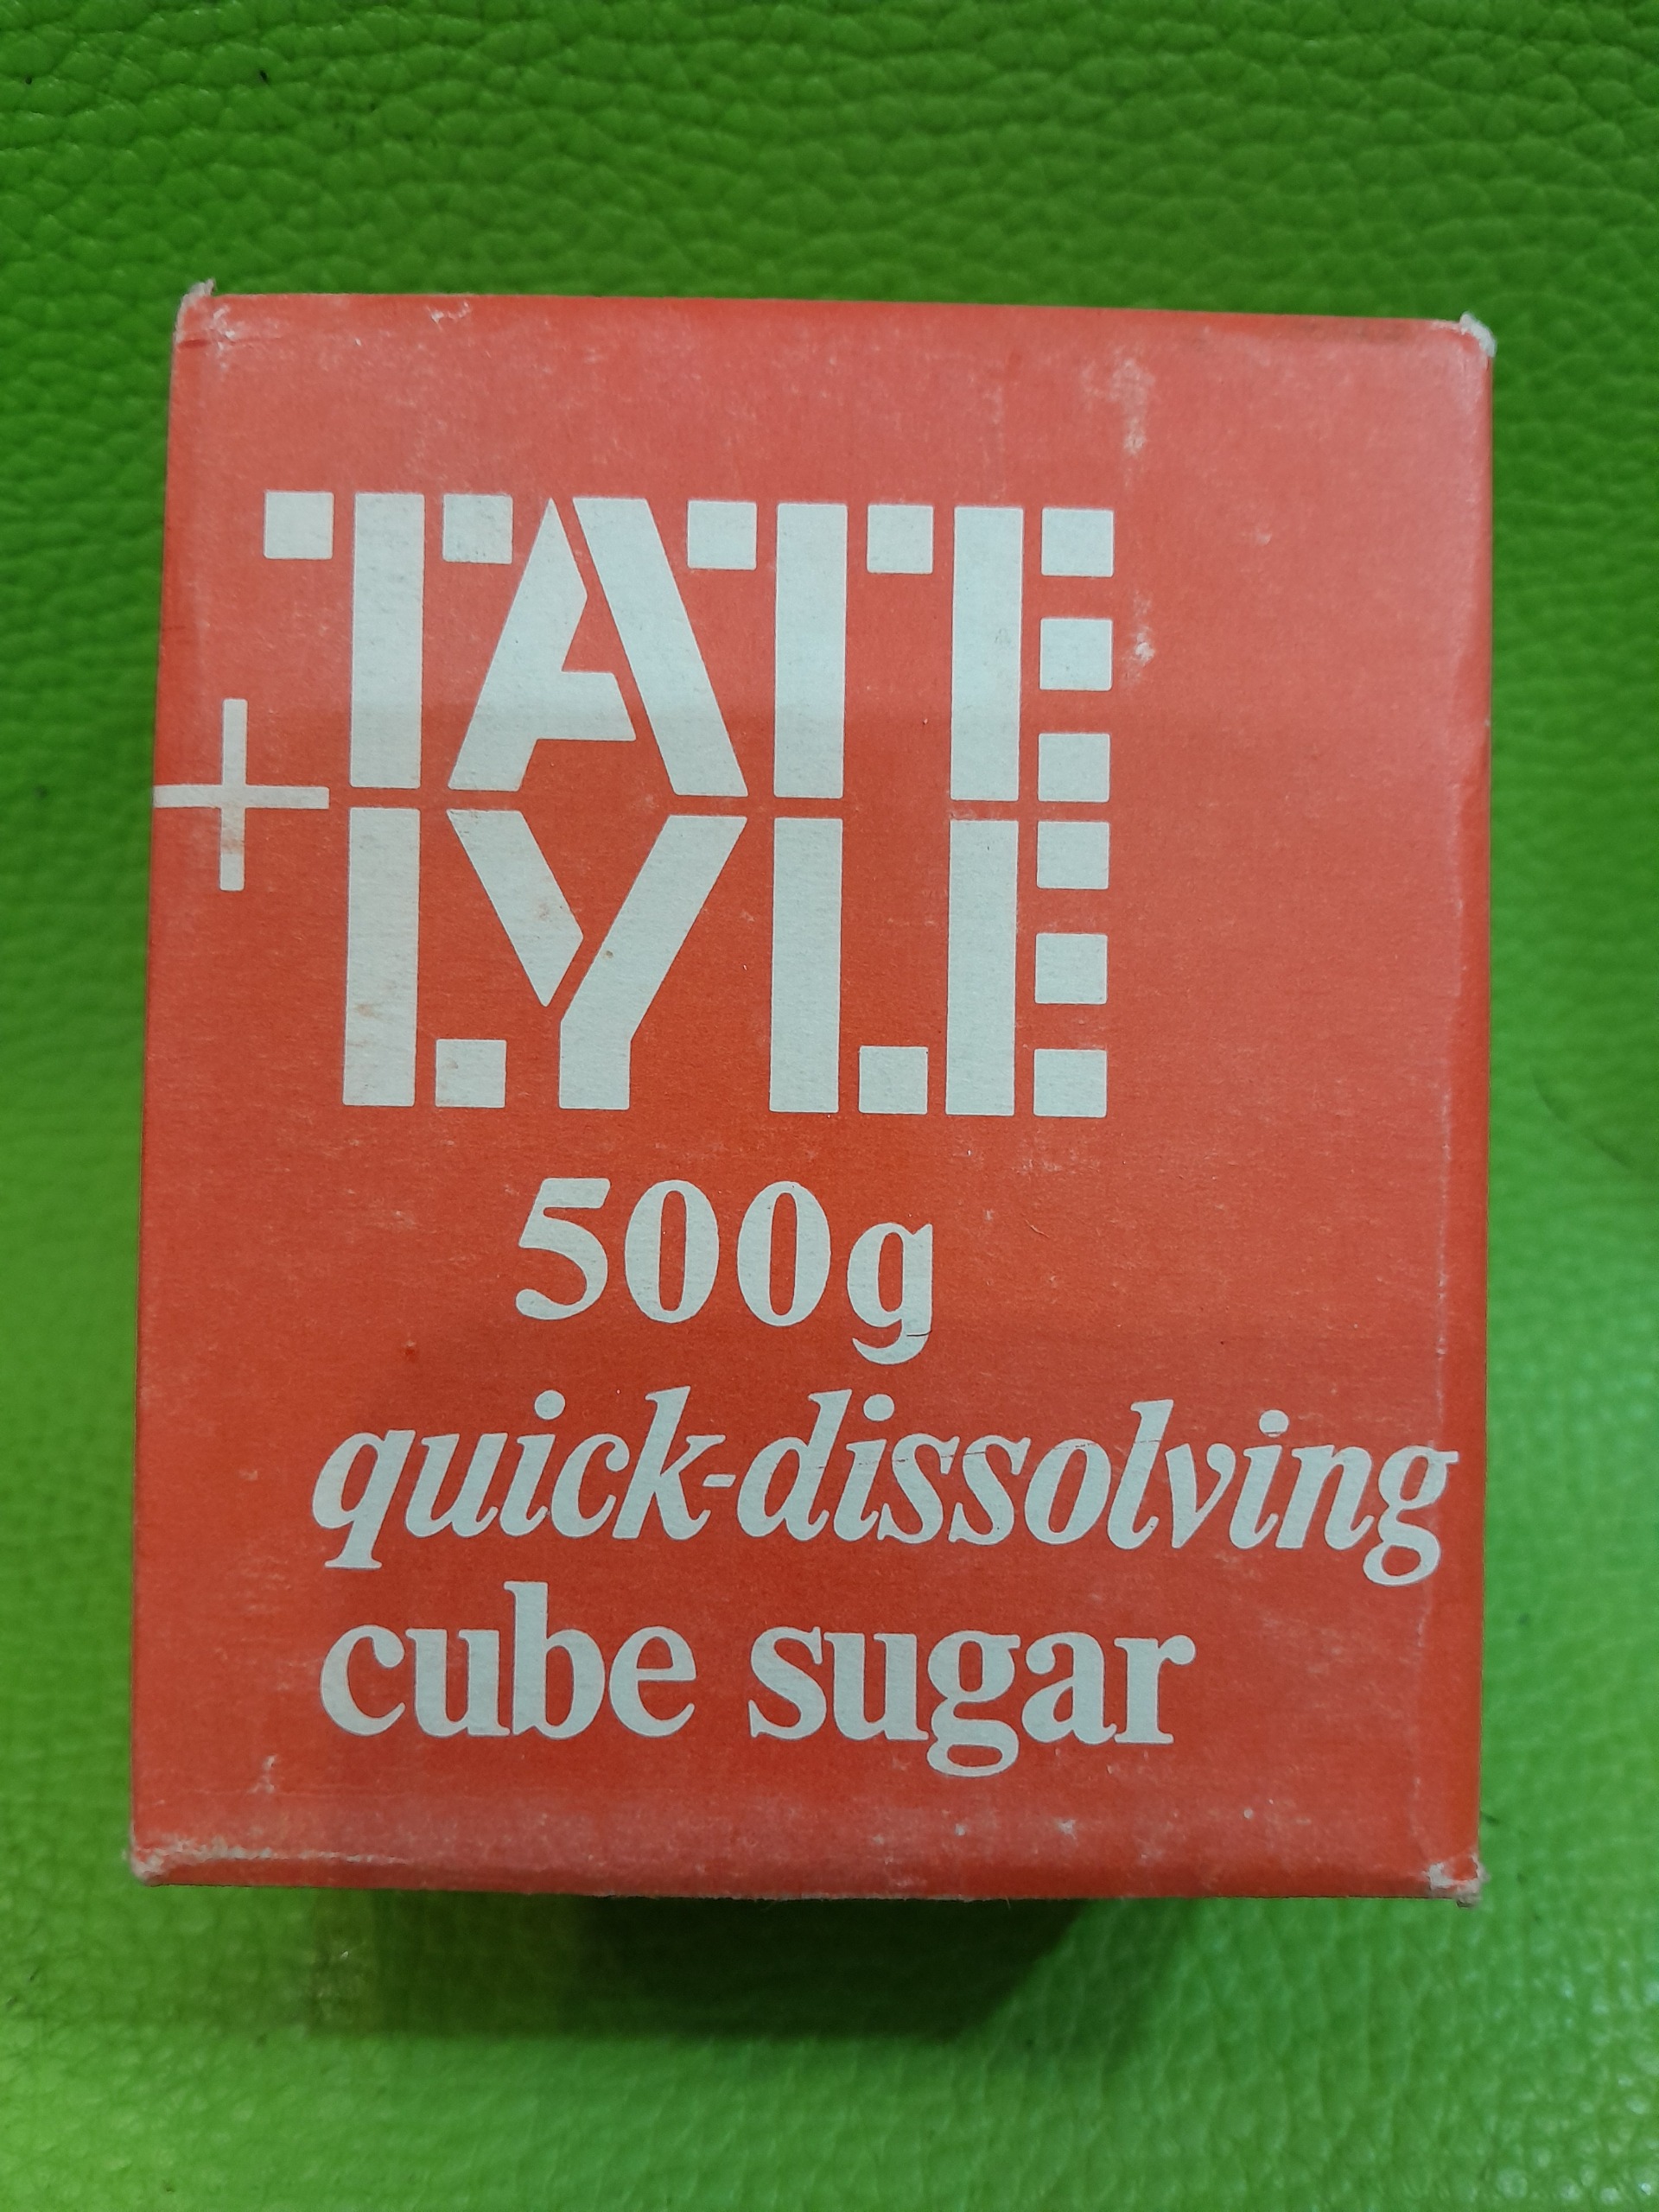 TATE
+
LYLE
500g
quick-dissolving
cube sugar